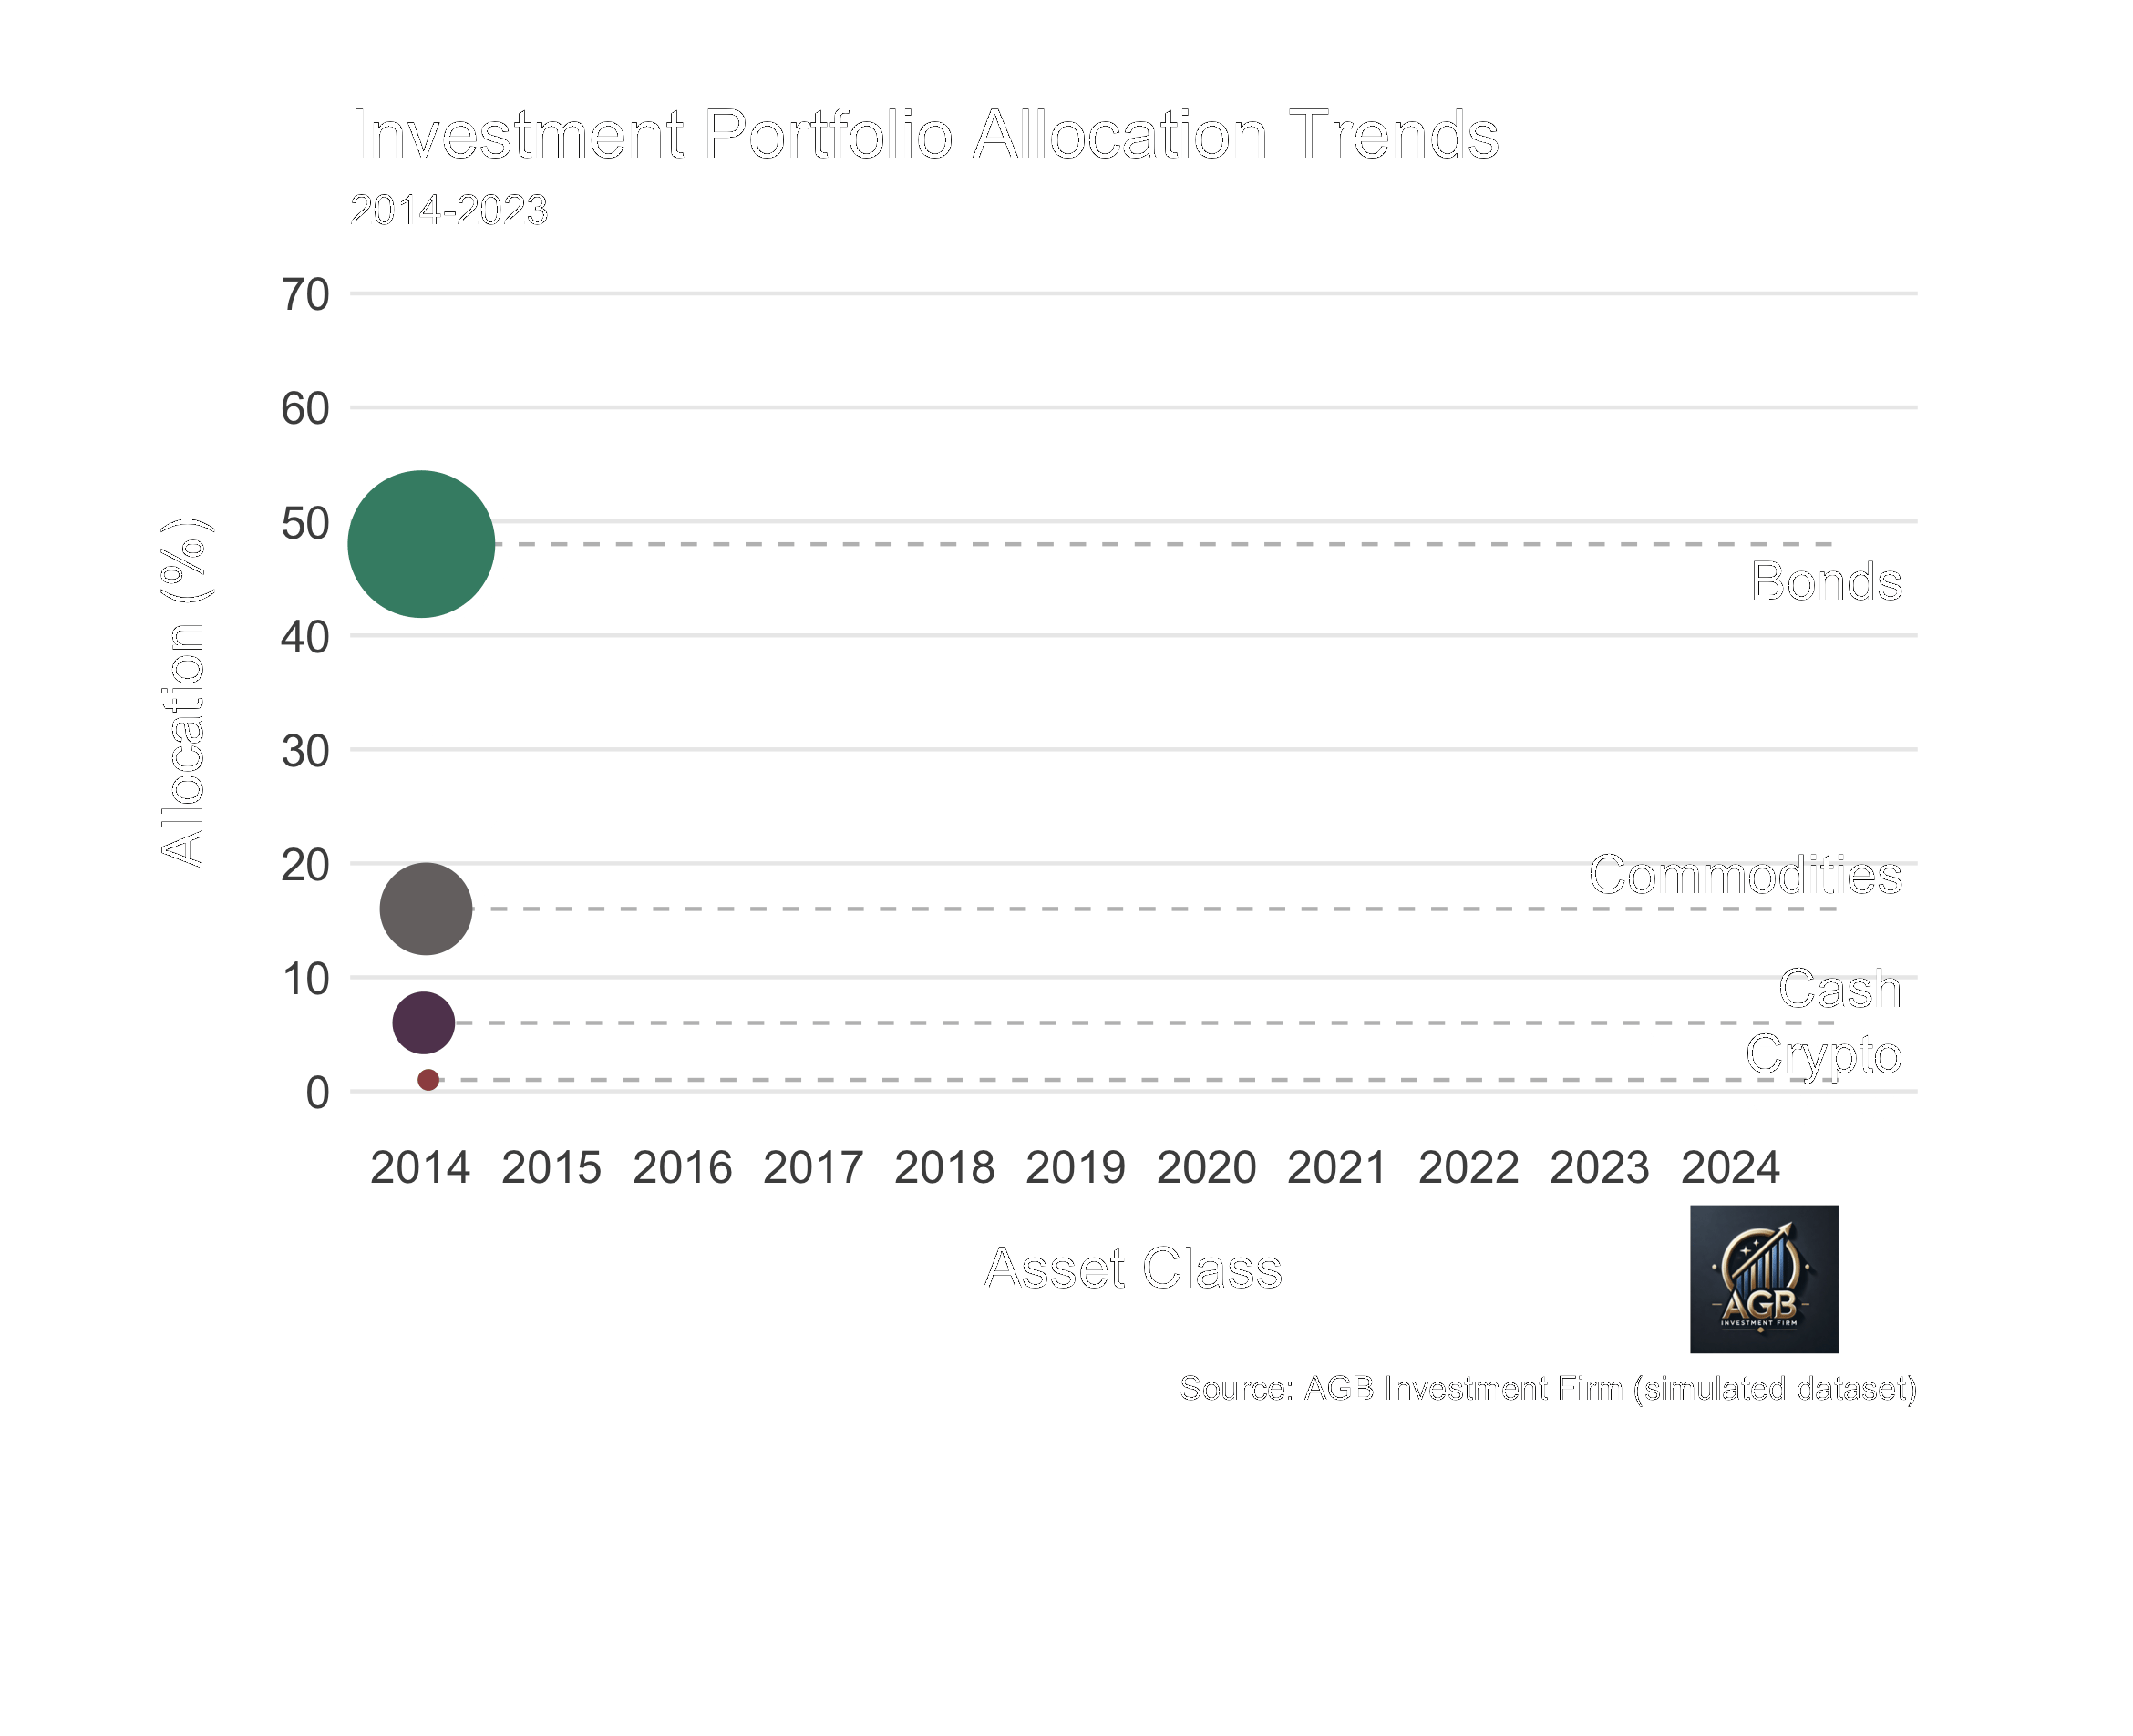 Investment Portfolio Allocation Trends
2014-2023
70
60
50
40
30
20
10
0
Allocation (%)
Bonds
Commodities
Cash
Crypto
2014 2015 2016 2017 2018 2019 2020 2021 2022 2023 2024
Asset Class
AGB
INVESTMENT FIRM
Source: AGB Investment Firm (simulated dataset)